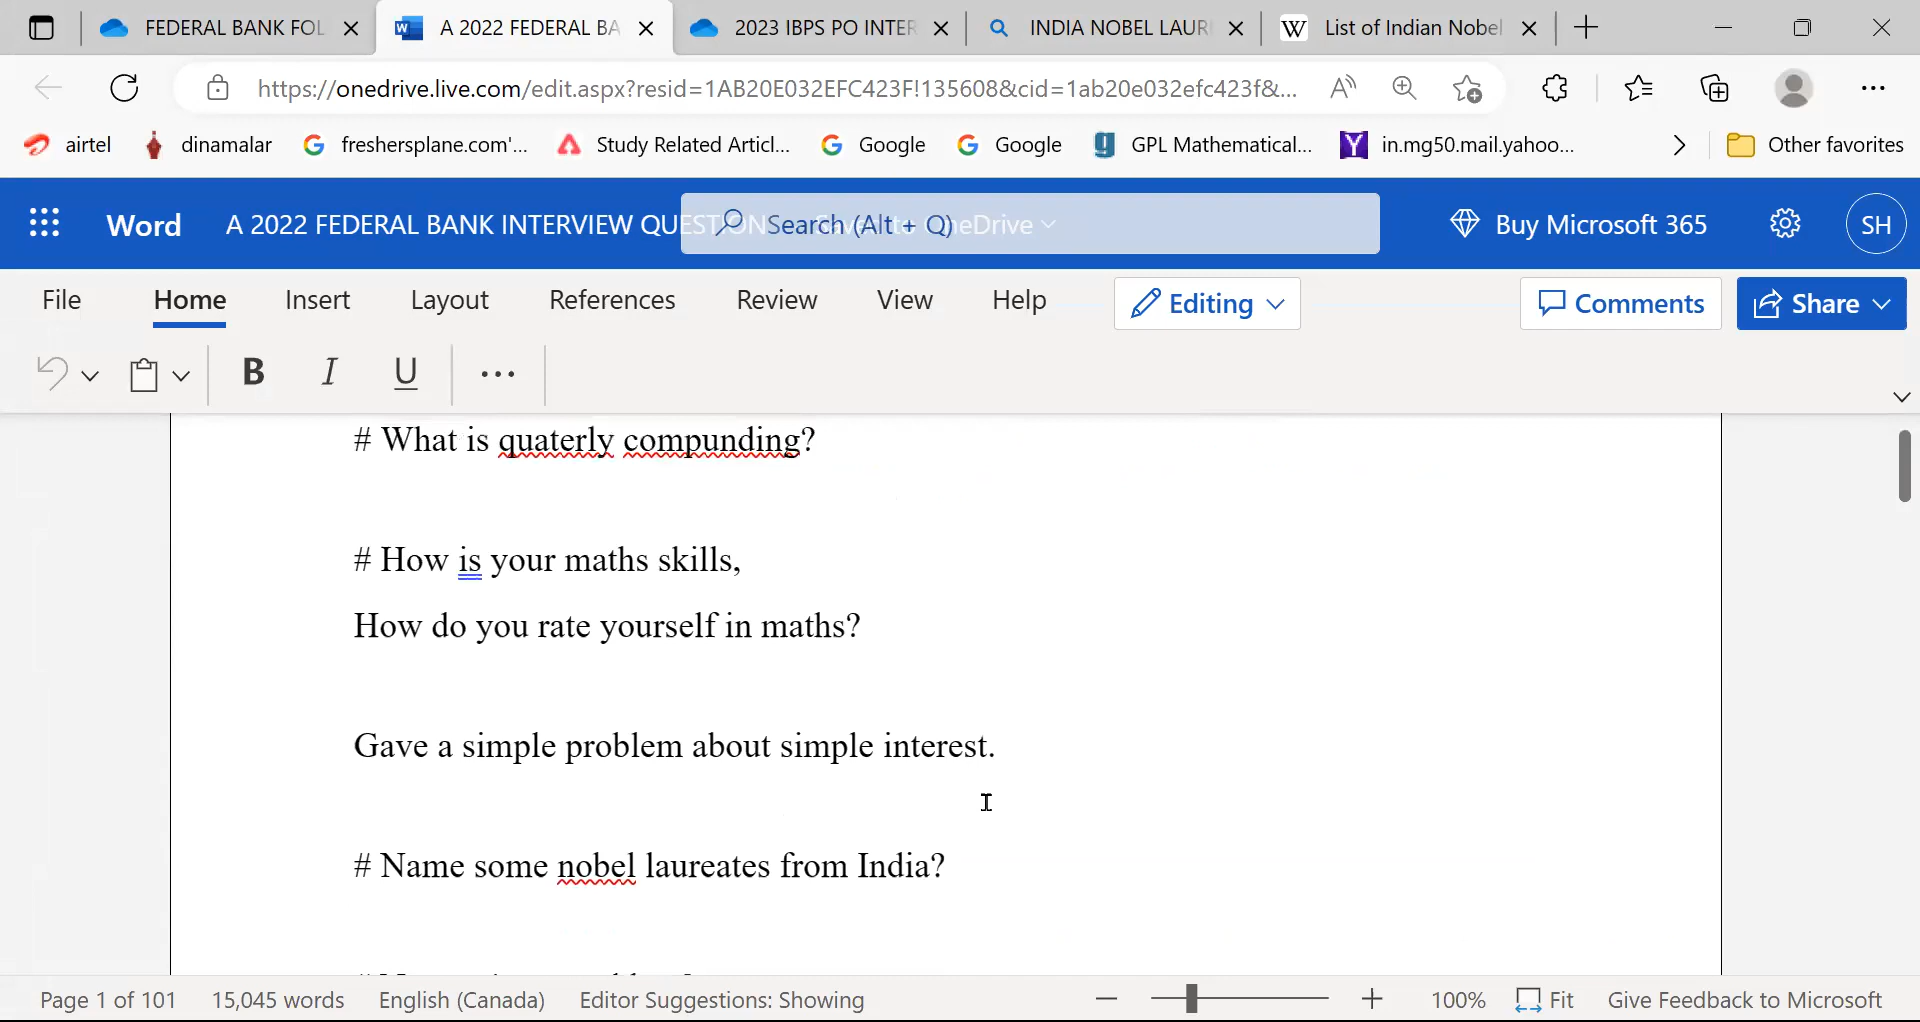 FEDERAL BANK FOL
A 2022 FEDERAL BA
2023 IBPS PO INTER
INDIA NOBEL LAUR
W List of Indian Nobel
https://onedrive.live.com/edit.aspx?resid=1AB20E032EFC423F!135608&cid=1ab20e032efc423f&...
airtel
dinamalar
freshersplane.com'...
Study Related Articl...
Google
Google
GPL Mathematical...
in.mg50.mail.yahoo...
Other favorites
Word
A 2022 FEDERAL BANK INTERVIEW QUESTION
Search (Alt + Q)
Buy Microsoft 365
SH
File Home Insert Layout References Review View Help
Editing
Comments
Share
B I U
# What is quaterly compunding?
# How is your maths skills,
How do you rate yourself in maths?
Gave a simple problem about simple interest.
# Name some nobel laureates from India?
Page 1 of 101 15,045 words English (Canada) Editor Suggestions: Showing
100% Fit Give Feedback to Microsoft